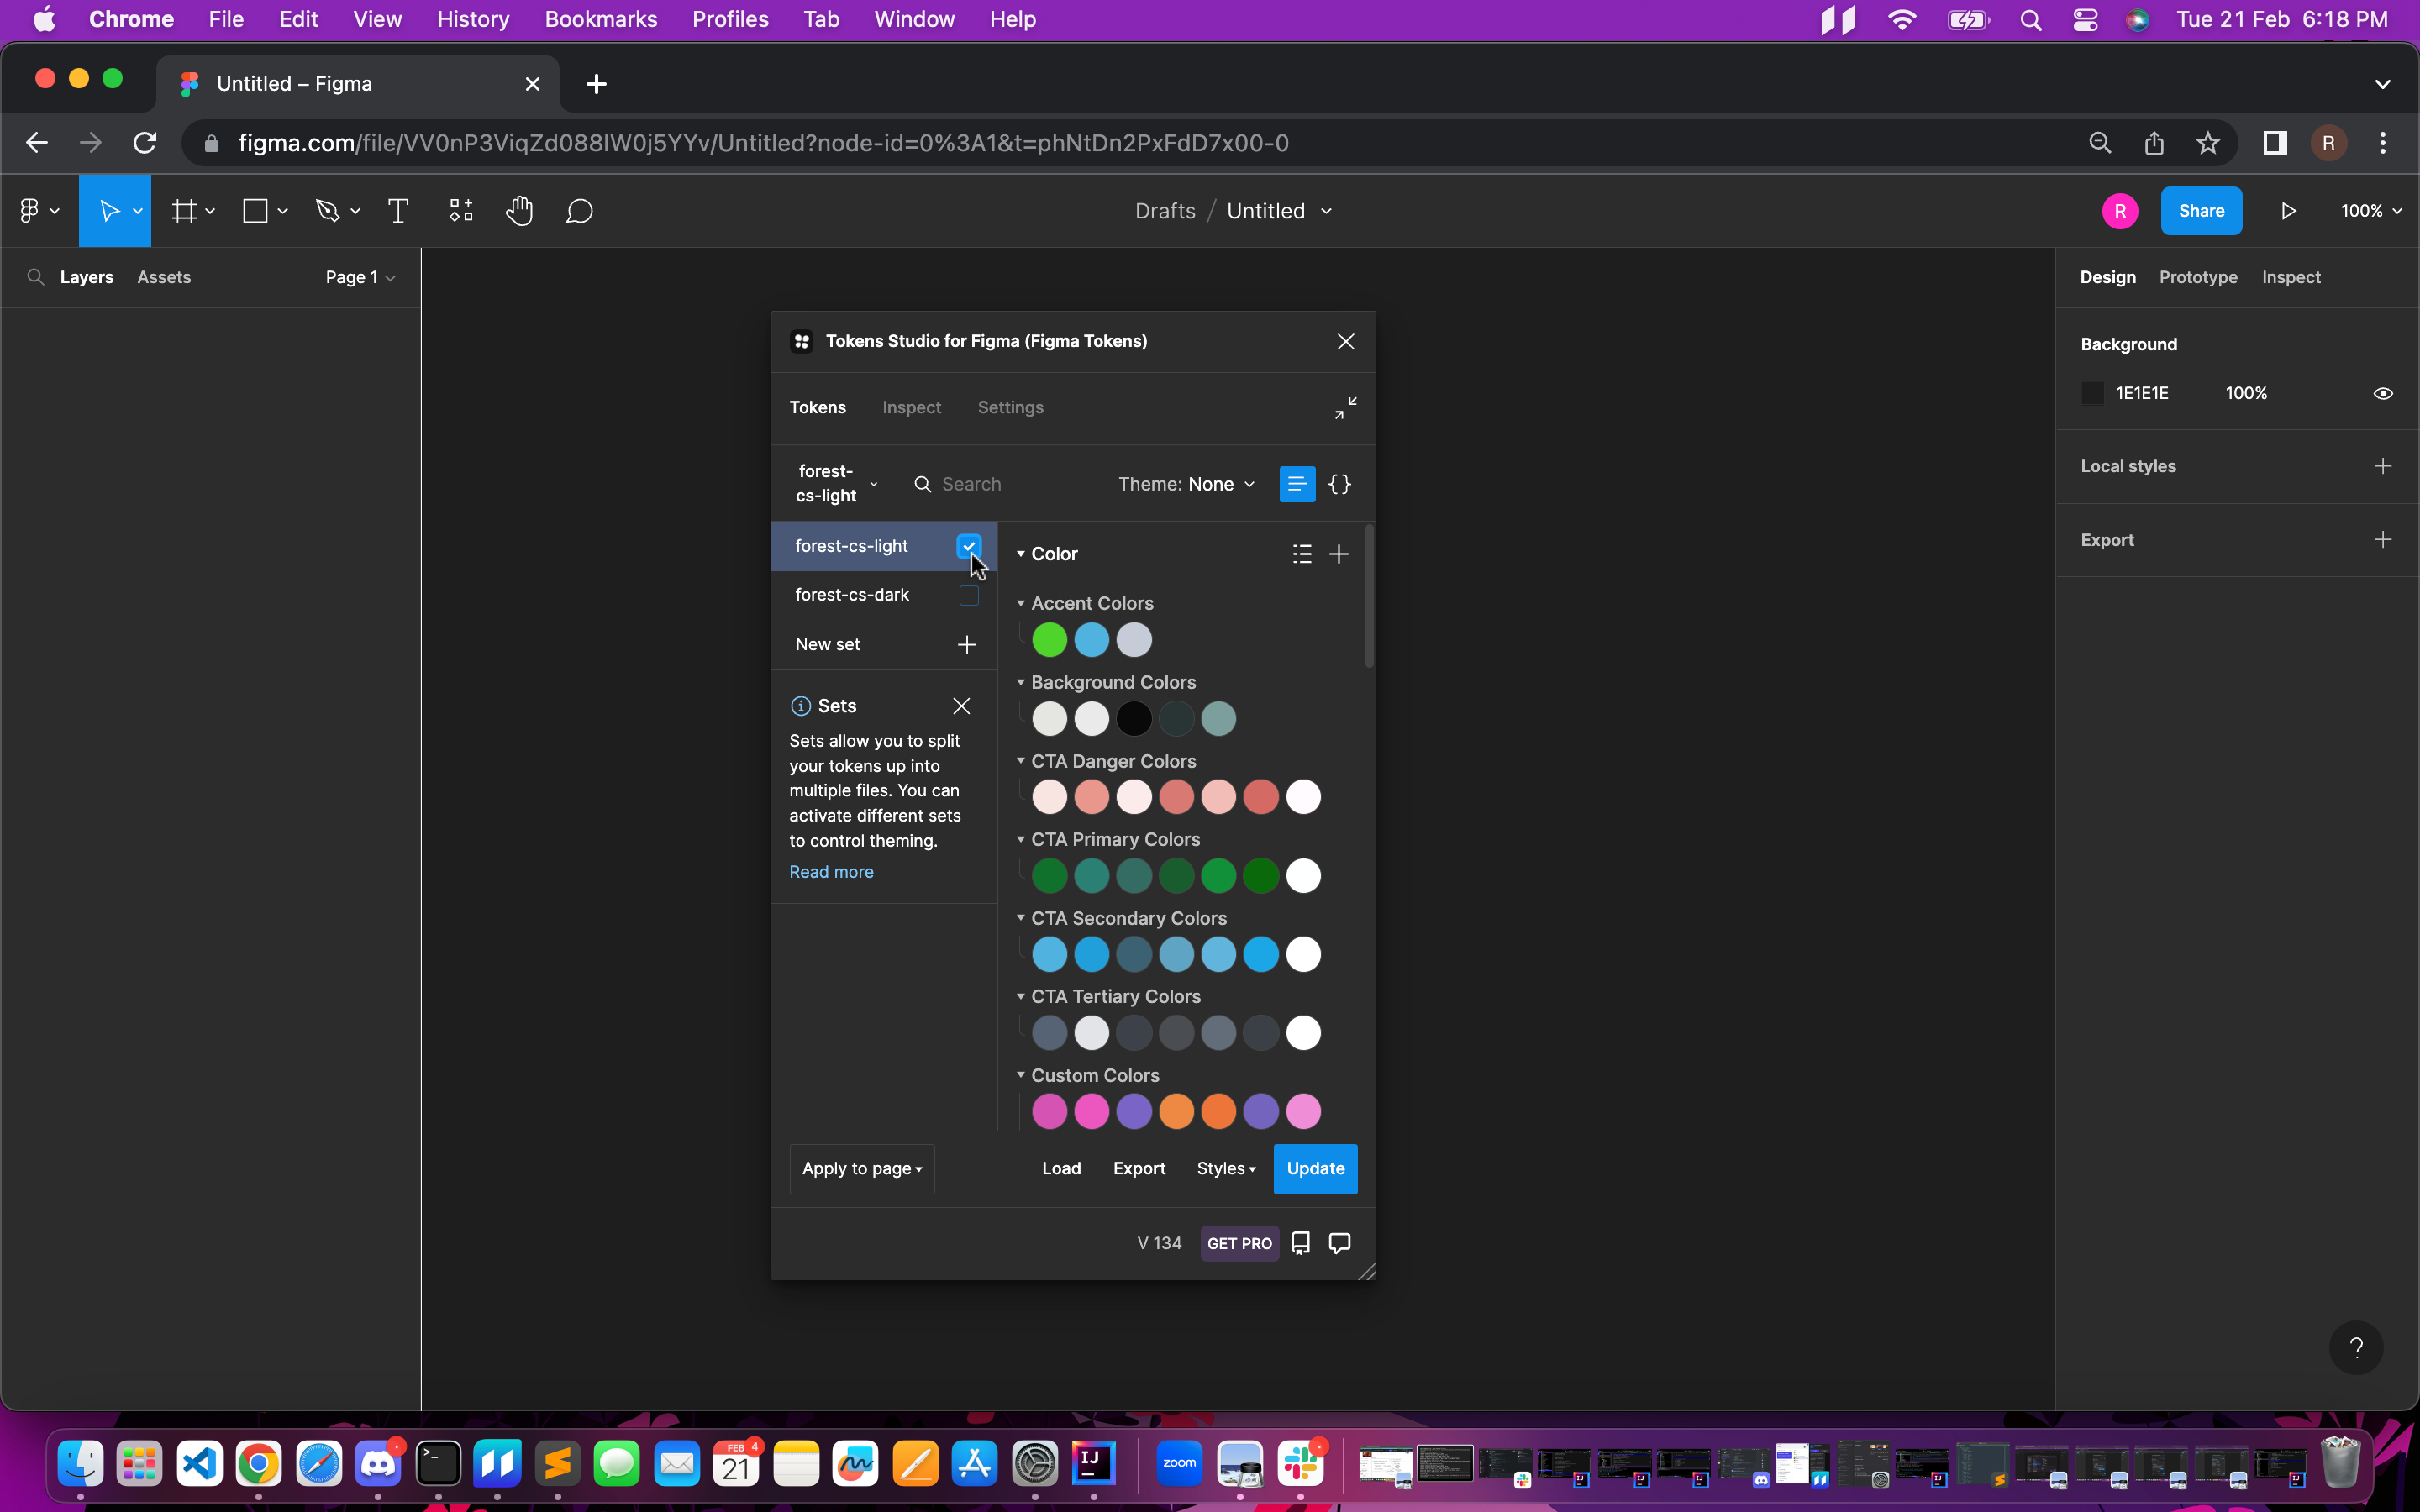 Chrome File Edit View History Bookmarks Profiles Tab Window Help Tue 21 Feb 6:18 PM
Untitled – Figma
figma.com/file/VV0nP3ViqZd088lW0j5YYv/Untitled?node-id=0%3A1&t=phNtDn2PxFdD7x00-0 R
Drafts / Untitled R Share 100%
Layers Assets Page 1
Design Prototype Inspect
Background
1E1E1E 100%
Local styles
Export
Tokens Studio for Figma (Figma Tokens)
Tokens Inspect Settings
forest-
cs-light
Search Theme: None {}
forest-cs-light
forest-cs-dark
New set
Sets
Sets allow you to split
your tokens up into
multiple files. You can
activate different sets
to control theming.
Read more
Color
Accent Colors
Background Colors
CTA Danger Colors
CTA Primary Colors
CTA Secondary Colors
CTA Tertiary Colors
Custom Colors
Apply to page Load Export Styles Update
V 134 GET PRO
?
FEB 4
21
IJ
zoom